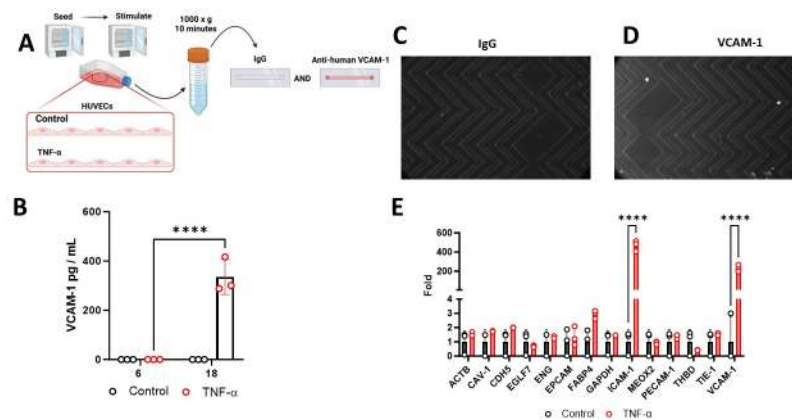 A
Seed
Stimulate
1000 x g
10 minutes
IgG
Anti-human VCAM-1
AND
HUVECs
Control
TNF-α
B
VCAM-1 pg / mL
600
400
200
0
****
6
18
Control
TNF-α
C
IgG
D
VCAM-1
E
Fold
600
400
200
4
3
2
1
0
****
****
ACTB
CAV-1
CDH5
EGLF7
ENG
EPCAM
FABP4
GAPDH
ICAM-1
MEOX2
PECAM-1
THBD
TIE-1
VCAM-1
Control
TNF-α